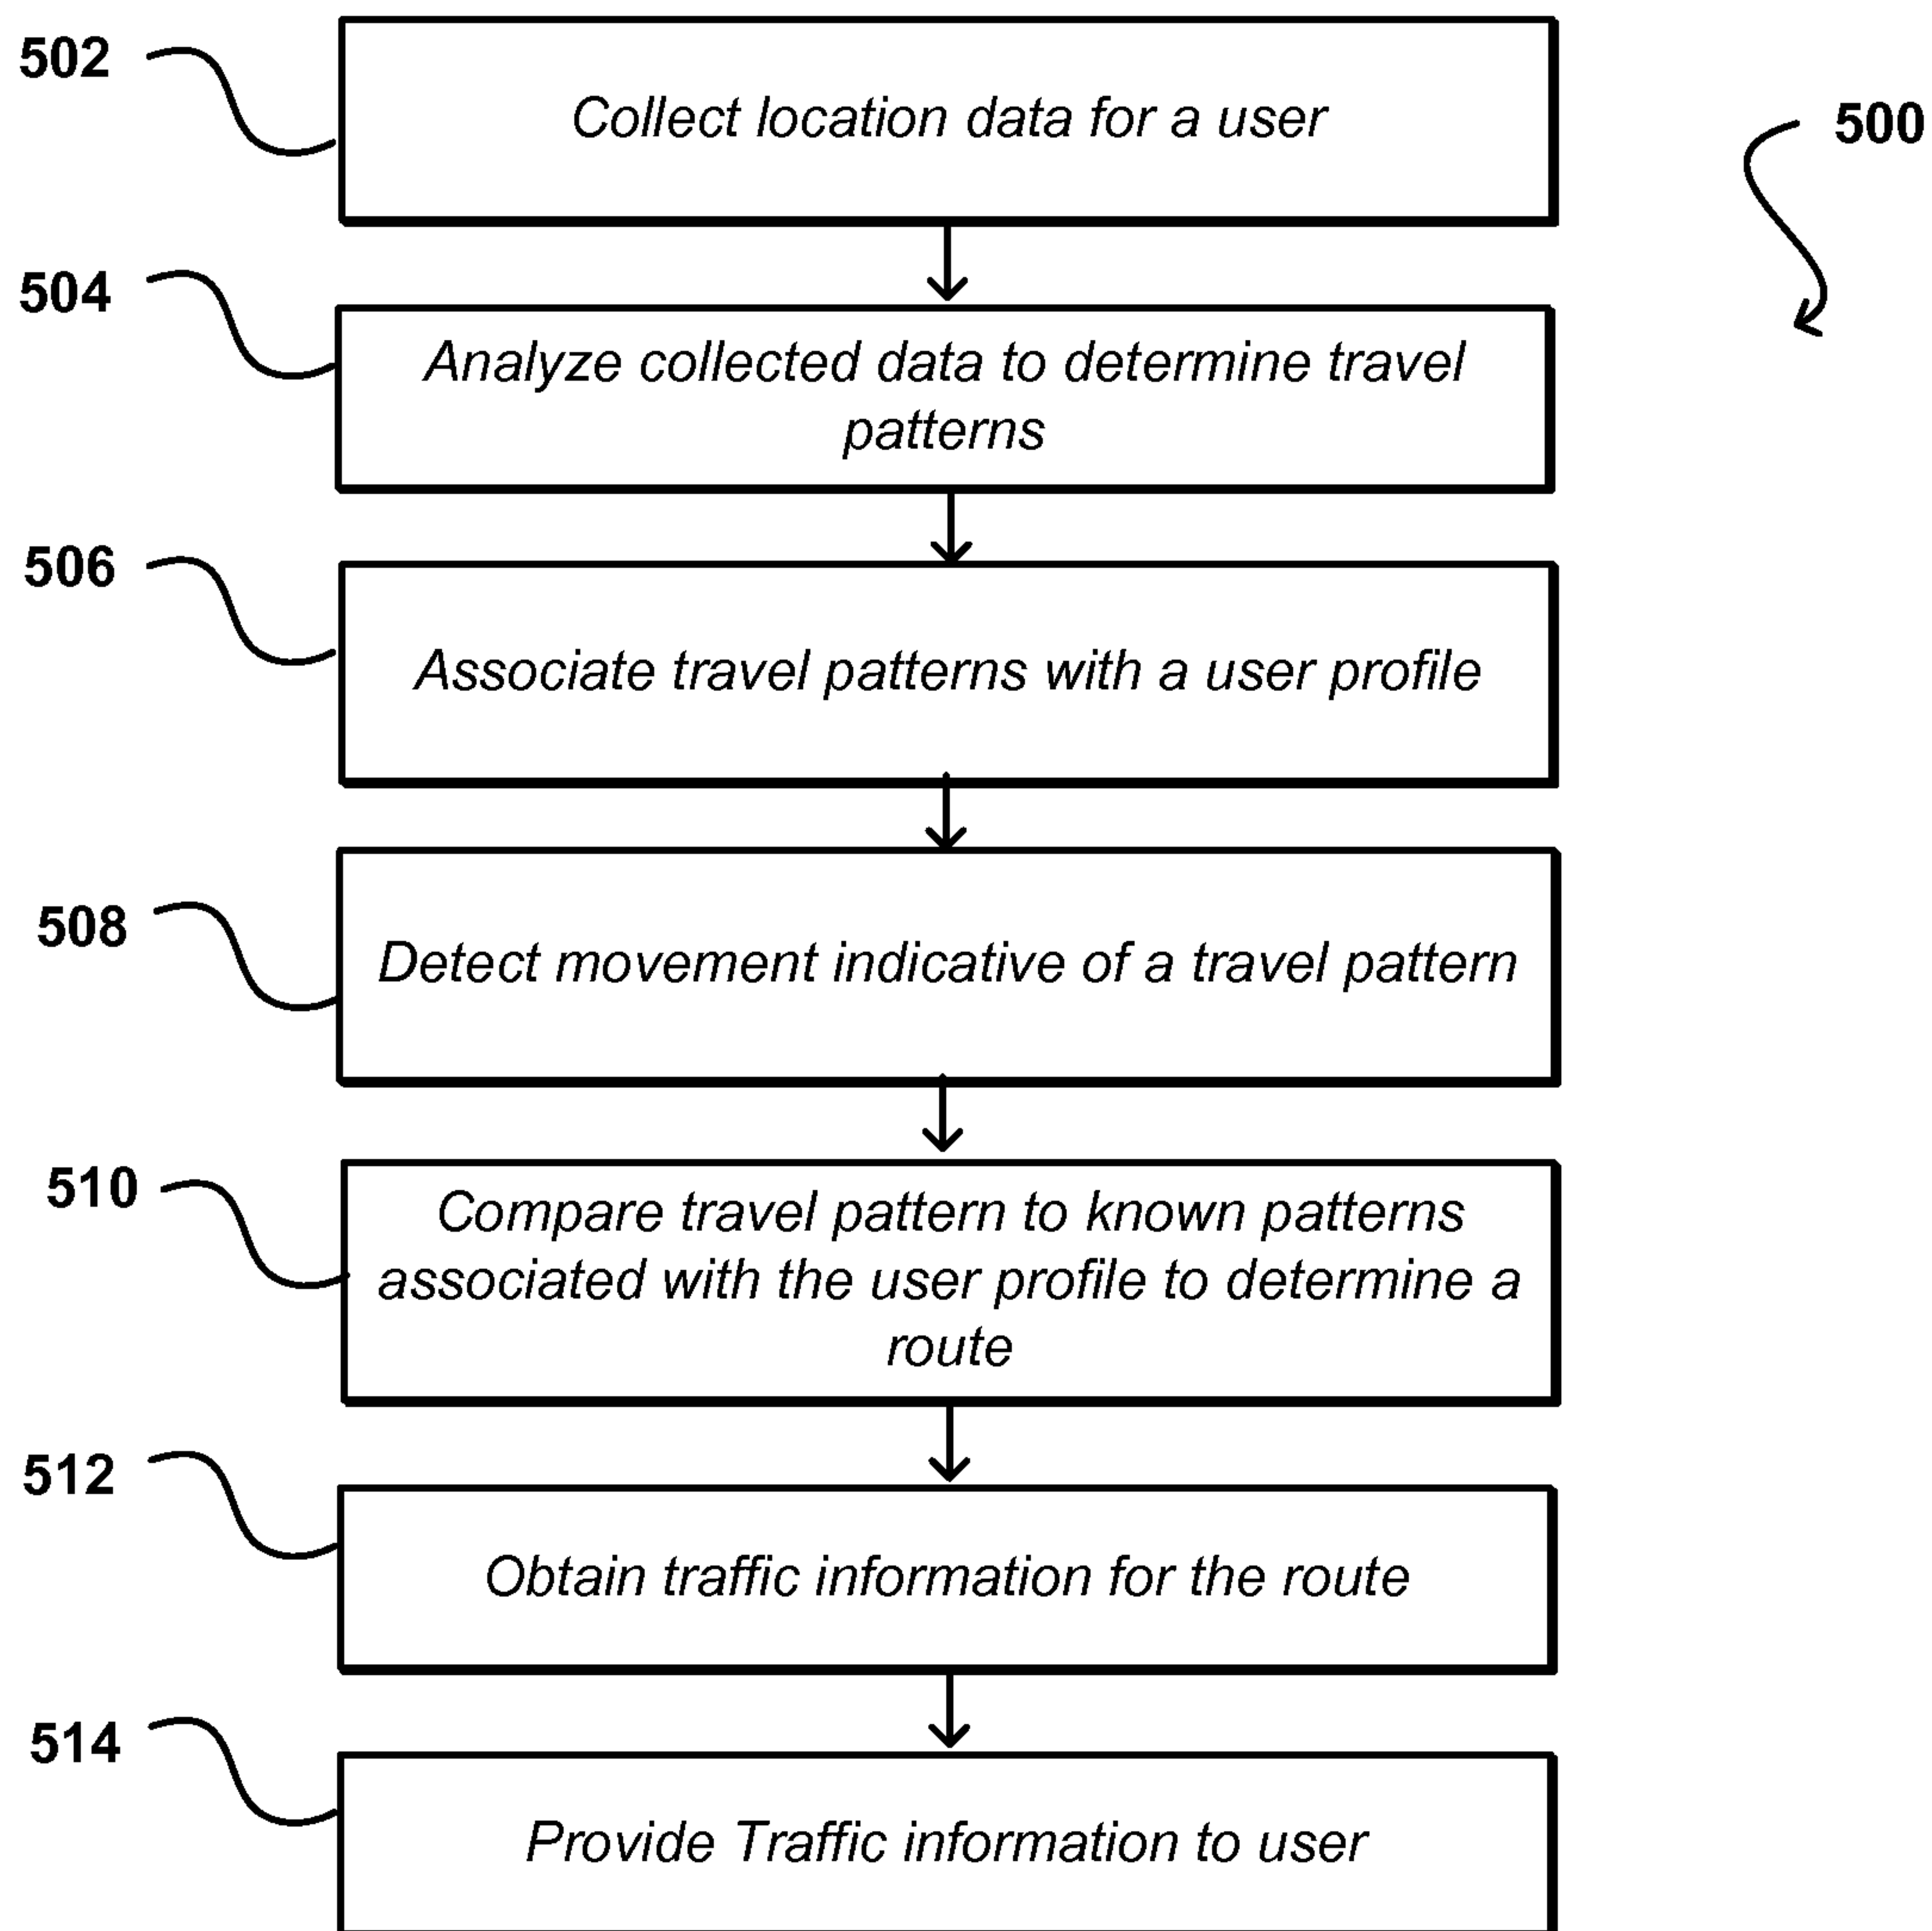 502
Collect location data for a user
500
504
Analyze collected data to determine travel
patterns
506
Associate travel patterns with a user profile
508
Detect movement indicative of a travel pattern
510
Compare travel pattern to known patterns
associated with the user profile to determine a
route
512
Obtain traffic information for the route
514
Provide Traffic information to user